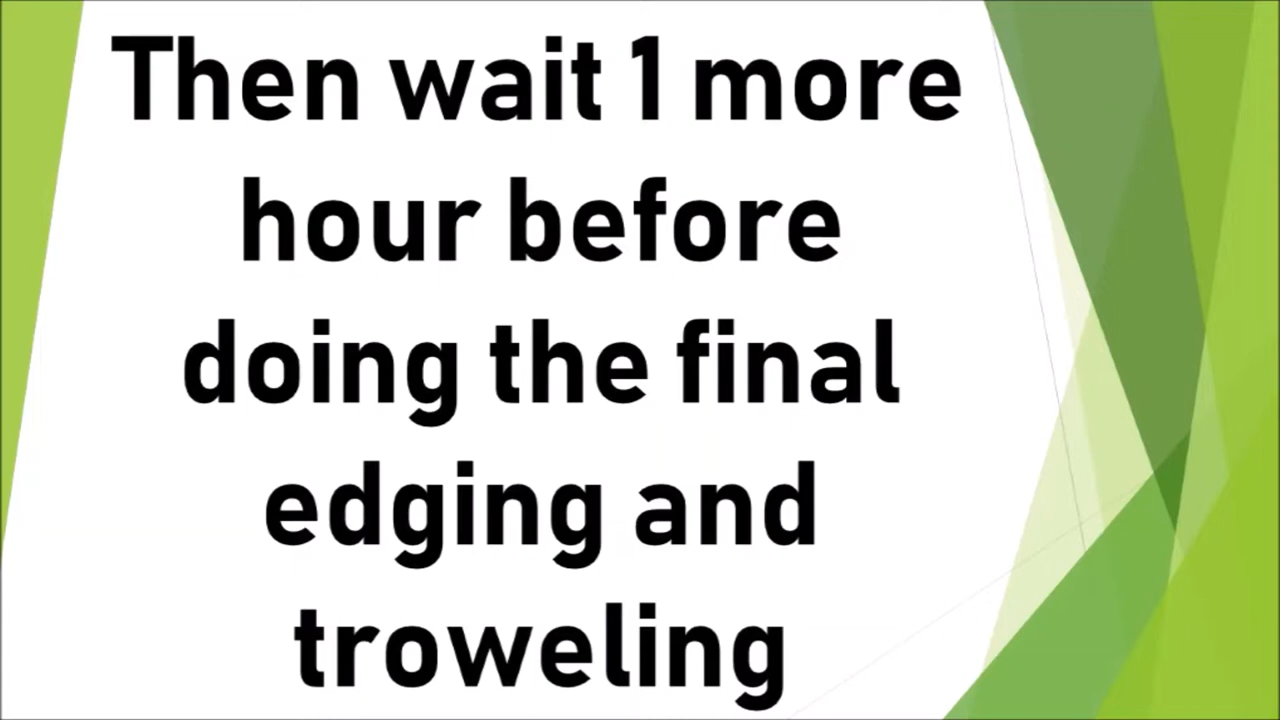 Then wait 1 more
hour before
doing the final
edging and
troweling